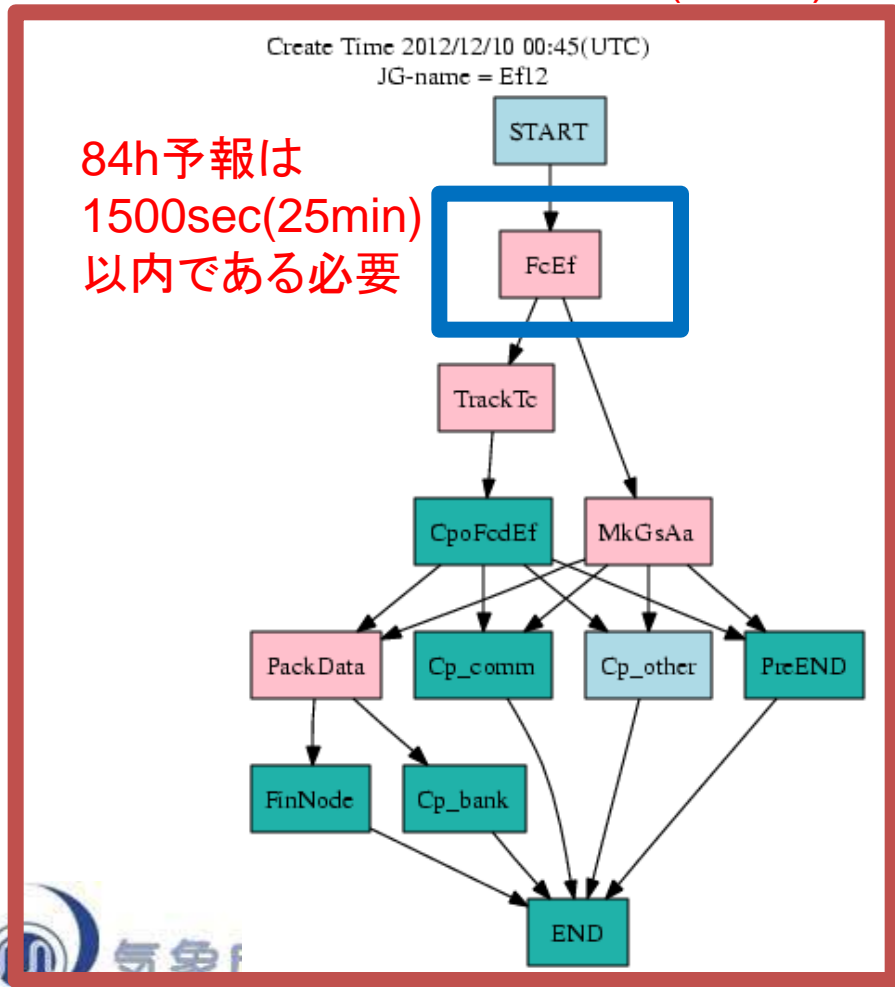 Create Time 2012/12/10 00:45(UTC)
JG-name = Ef12
START
84h予報は
1500sec(25min)
以内である必要
FcEf
TrackTc
CpoFcdEf
MkGsAa
PackData
Cp_comm
Cp_other
PreEND
FinNode
Cp_bank
END
気象